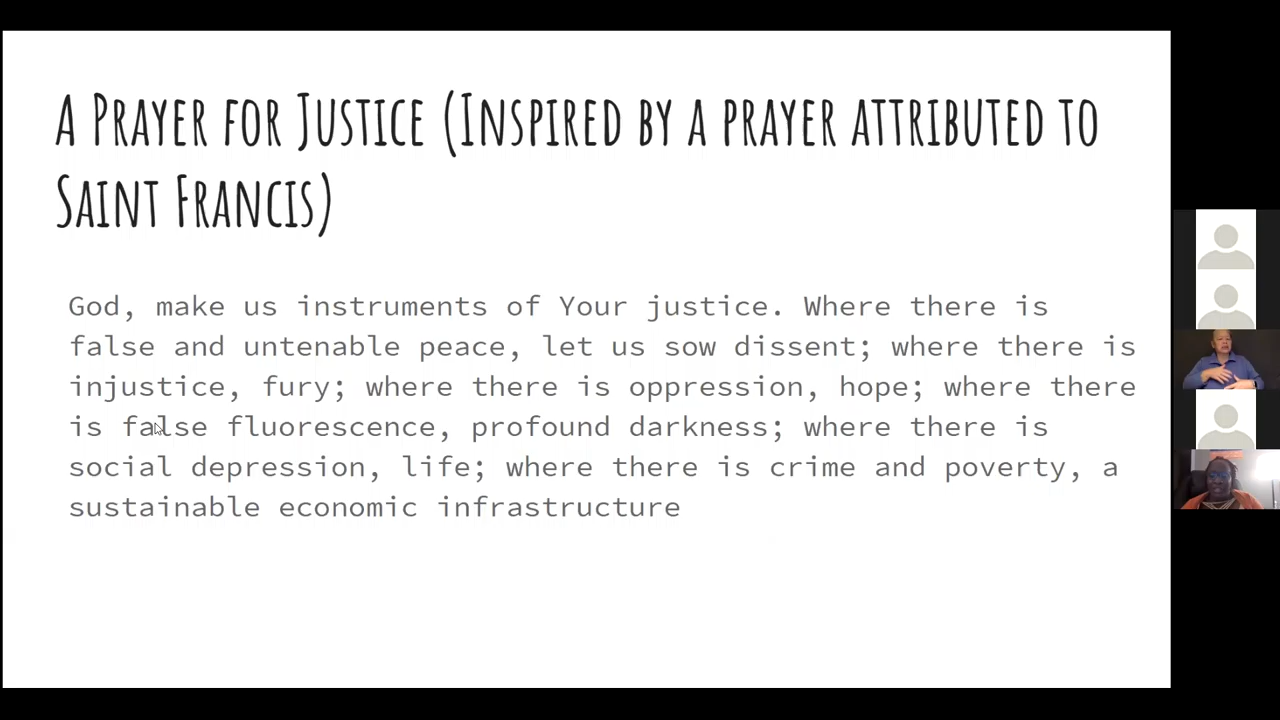 A Prayer for Justice (Inspired by a prayer attributed to
Saint Francis)
God, make us instruments of Your justice. Where there is
false and untenable peace, let us sow dissent; where there is
injustice, fury; where there is oppression, hope; where there
is false fluorescence, profound darkness; where there is
social depression, life; where there is crime and poverty, a
sustainable economic infrastructure